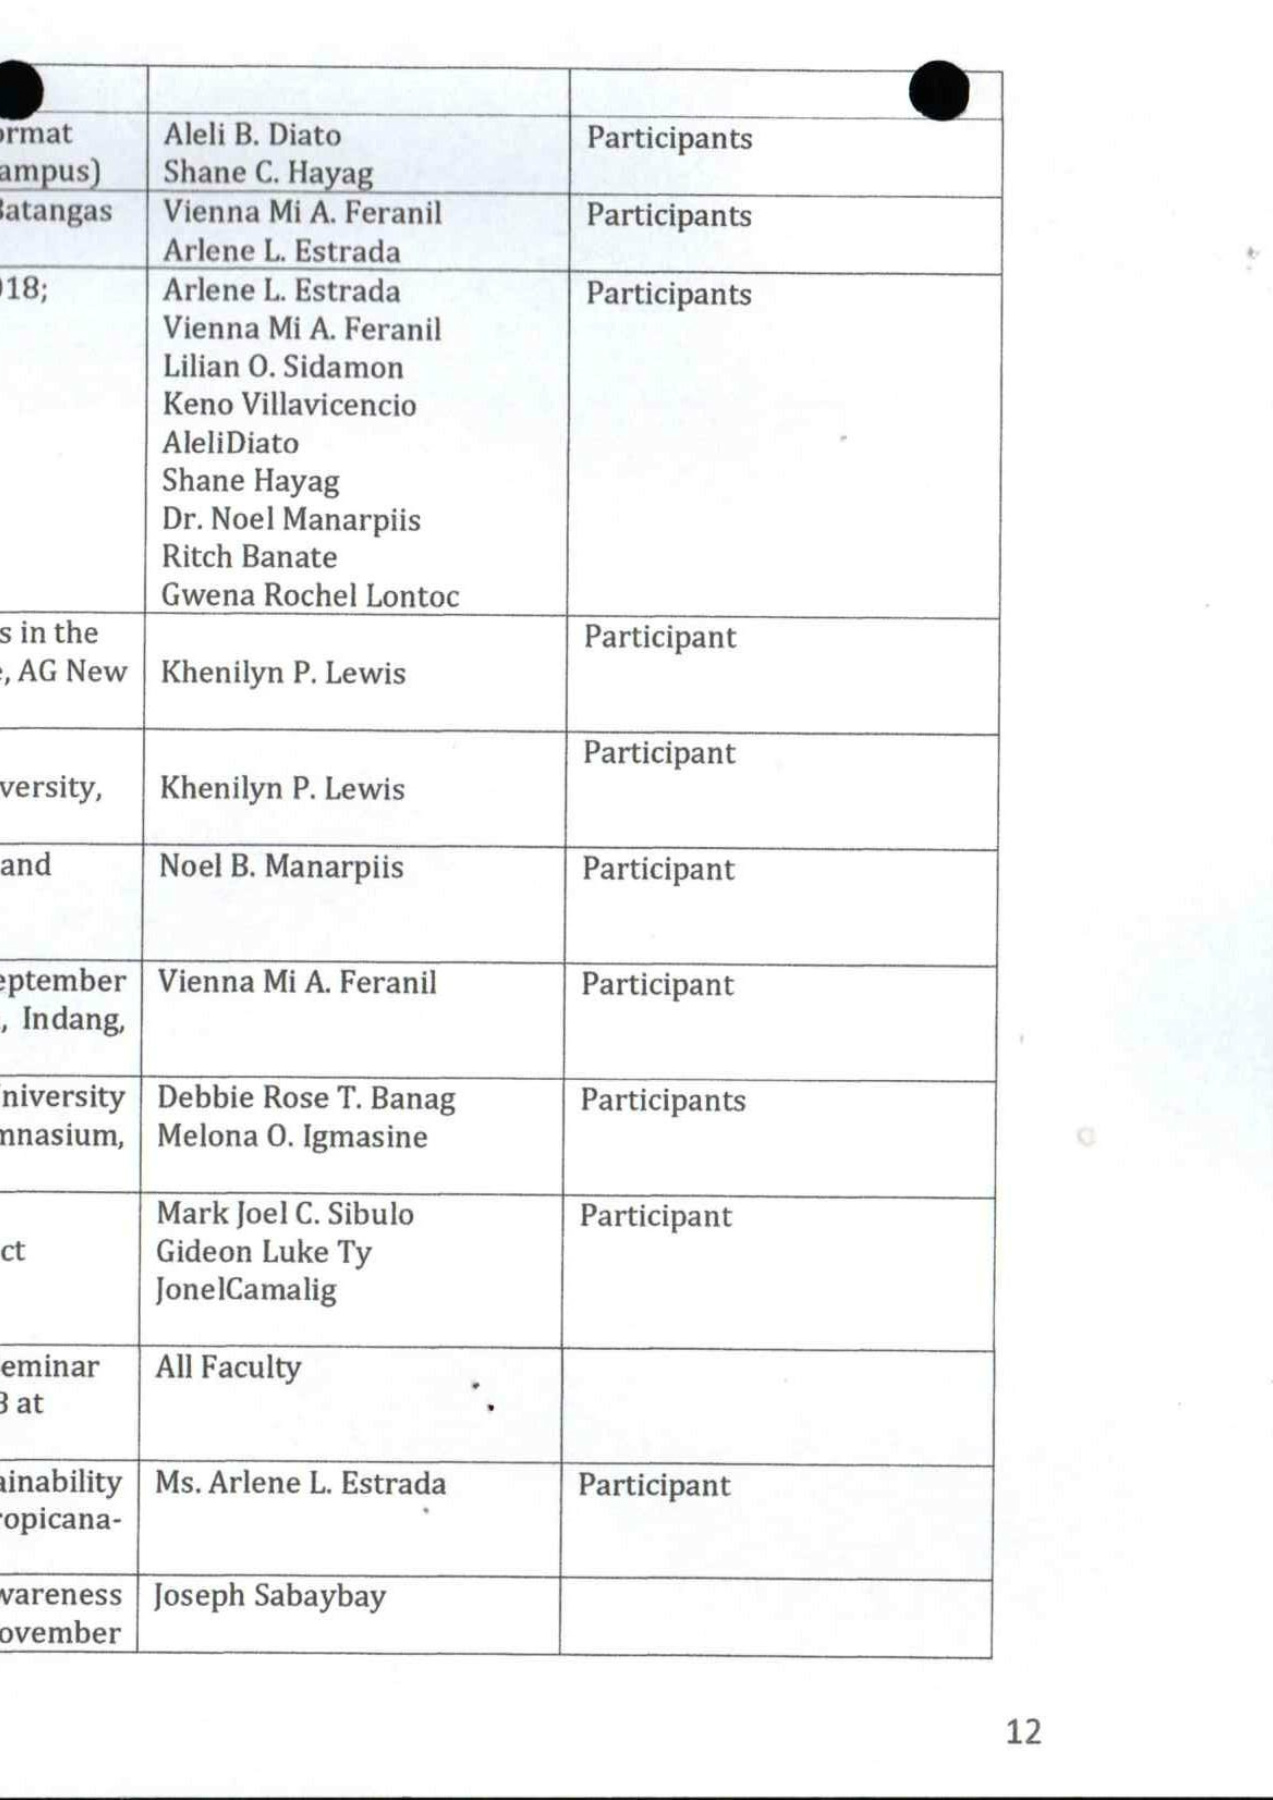 ormat Aleli B. Diato Participants
ampus) Shane C. Hayag
Batangas Vienna Mi A. Feranil Participants
Arlene L. Estrada
018; Arlene L. Estrada Participants
Vienna Mi A. Feranil
Lilian O. Sidamon
Keno Villavicencio
AleliDiato
Shane Hayag
Dr. Noel Manarpiis
Ritch Banate
Gwena Rochel Lontoc
s in the Participant
e, AG New Khenilyn P. Lewis
Participant
versity, Khenilyn P. Lewis
and Noel B. Manarpiis Participant
eptember Vienna Mi A. Feranil Participant
, Indang,
niversity Debbie Rose T. Banag Participants
mnasium, Melona O. Igmasine
Mark Joel C. Sibulo Participant
ct Gideon Luke Ty
JonelCamalig
eminar All Faculty
8 at
ainability Ms. Arlene L. Estrada Participant
ropicana-
wareness Joseph Sabaybay
ovember
12